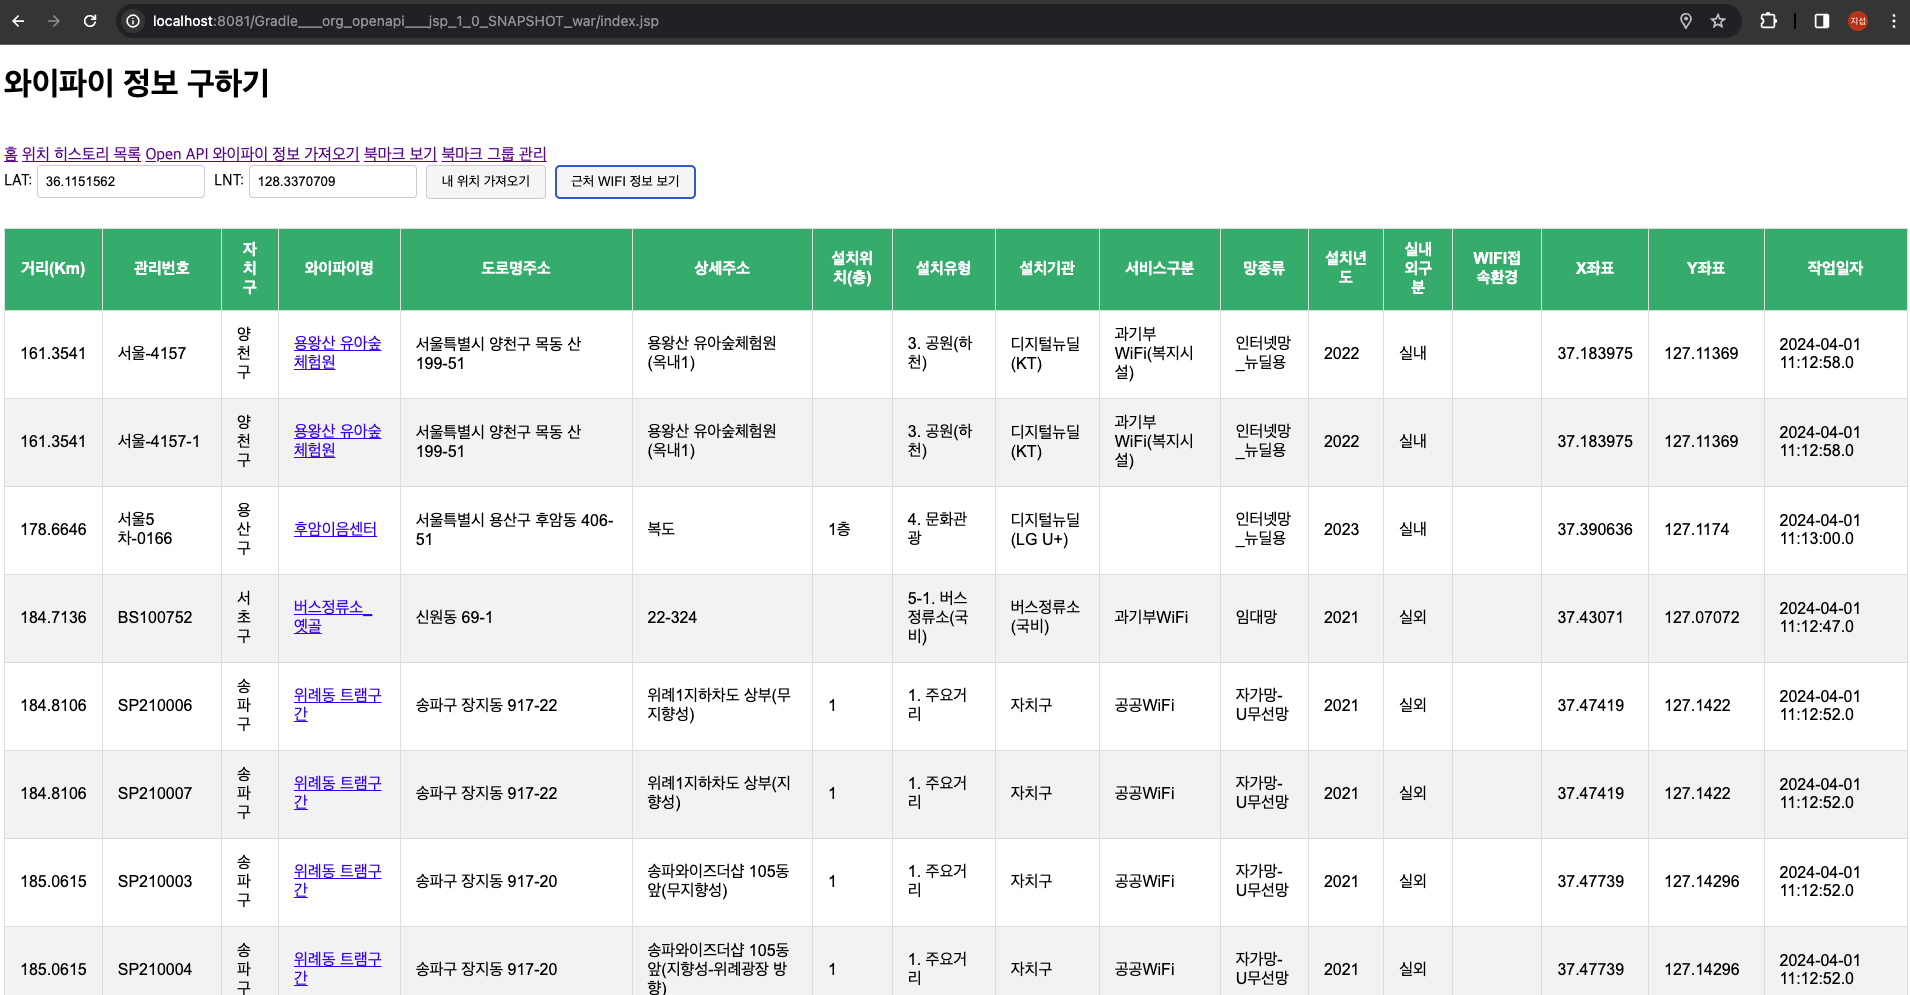 localhost:8081/Gradle___org_openapi___jsp_1_0_SNAPSHOT_war/index.jsp
지섭
와이파이 정보 구하기
홈 위치 히스토리 목록 Open API 와이파이 정보 가져오기 북마크 보기 북마크 그룹 관리
LAT: 36.1151562 LNT: 128.3370709 내 위치 가져오기 근처 WIFI 정보 보기
거리(Km) 관리번호 자치구 와이파이명 도로명주소 상세주소 설치위치(층) 설치유형 설치기관 서비스구분 망종류 설치년도 실내외구분 WIFI접속환경 X좌표 Y좌표 작업일자
161.3541 서울-4157 양천구 용왕산 유아숲체험원 서울특별시 양천구 목동 산 199-51 용왕산 유아숲체험원(옥내1) 3. 공원(하천) 디지털뉴딜(KT) 과기부WiFi(복지시설) 인터넷망_뉴딜용 2022 실내 37.183975 127.11369 2024-04-01 11:12:58.0
161.3541 서울-4157-1 양천구 용왕산 유아숲체험원 서울특별시 양천구 목동 산 199-51 용왕산 유아숲체험원(옥내1) 3. 공원(하천) 디지털뉴딜(KT) 과기부WiFi(복지시설) 인터넷망_뉴딜용 2022 실내 37.183975 127.11369 2024-04-01 11:12:58.0
178.6646 서울5차-0166 용산구 후암이음센터 서울특별시 용산구 후암동 406-51 복도 1층 4. 문화관광 디지털뉴딜(LG U+) 인터넷망_뉴딜용 2023 실내 37.390636 127.1174 2024-04-01 11:13:00.0
184.7136 BS100752 서초구 버스정류소_옛골 신원동 69-1 22-324 5-1. 버스정류소(국비) 버스정류소(국비) 과기부WiFi 임대망 2021 실외 37.43071 127.07072 2024-04-01 11:12:47.0
184.8106 SP210006 송파구 위례동 트램구간 송파구 장지동 917-22 위례1지하차도 상부(무지향성) 1 1. 주요거리 자치구 공공WiFi 자가망-U무선망 2021 실외 37.47419 127.1422 2024-04-01 11:12:52.0
184.8106 SP210007 송파구 위례동 트램구간 송파구 장지동 917-22 위례1지하차도 상부(지향성) 1 1. 주요거리 자치구 공공WiFi 자가망-U무선망 2021 실외 37.47419 127.1422 2024-04-01 11:12:52.0
185.0615 SP210003 송파구 위례동 트램구간 송파구 장지동 917-20 송파와이즈더샵 105동 앞(무지향성) 1 1. 주요거리 자치구 공공WiFi 자가망-U무선망 2021 실외 37.47739 127.14296 2024-04-01 11:12:52.0
185.0615 SP210004 송파구 위례동 트램구간 송파구 장지동 917-20 송파와이즈더샵 105동 앞(지향성-위례광장 방향) 1 1. 주요거리 자치구 공공WiFi 자가망-U무선망 2021 실외 37.47739 127.14296 2024-04-01 11:12:52.0